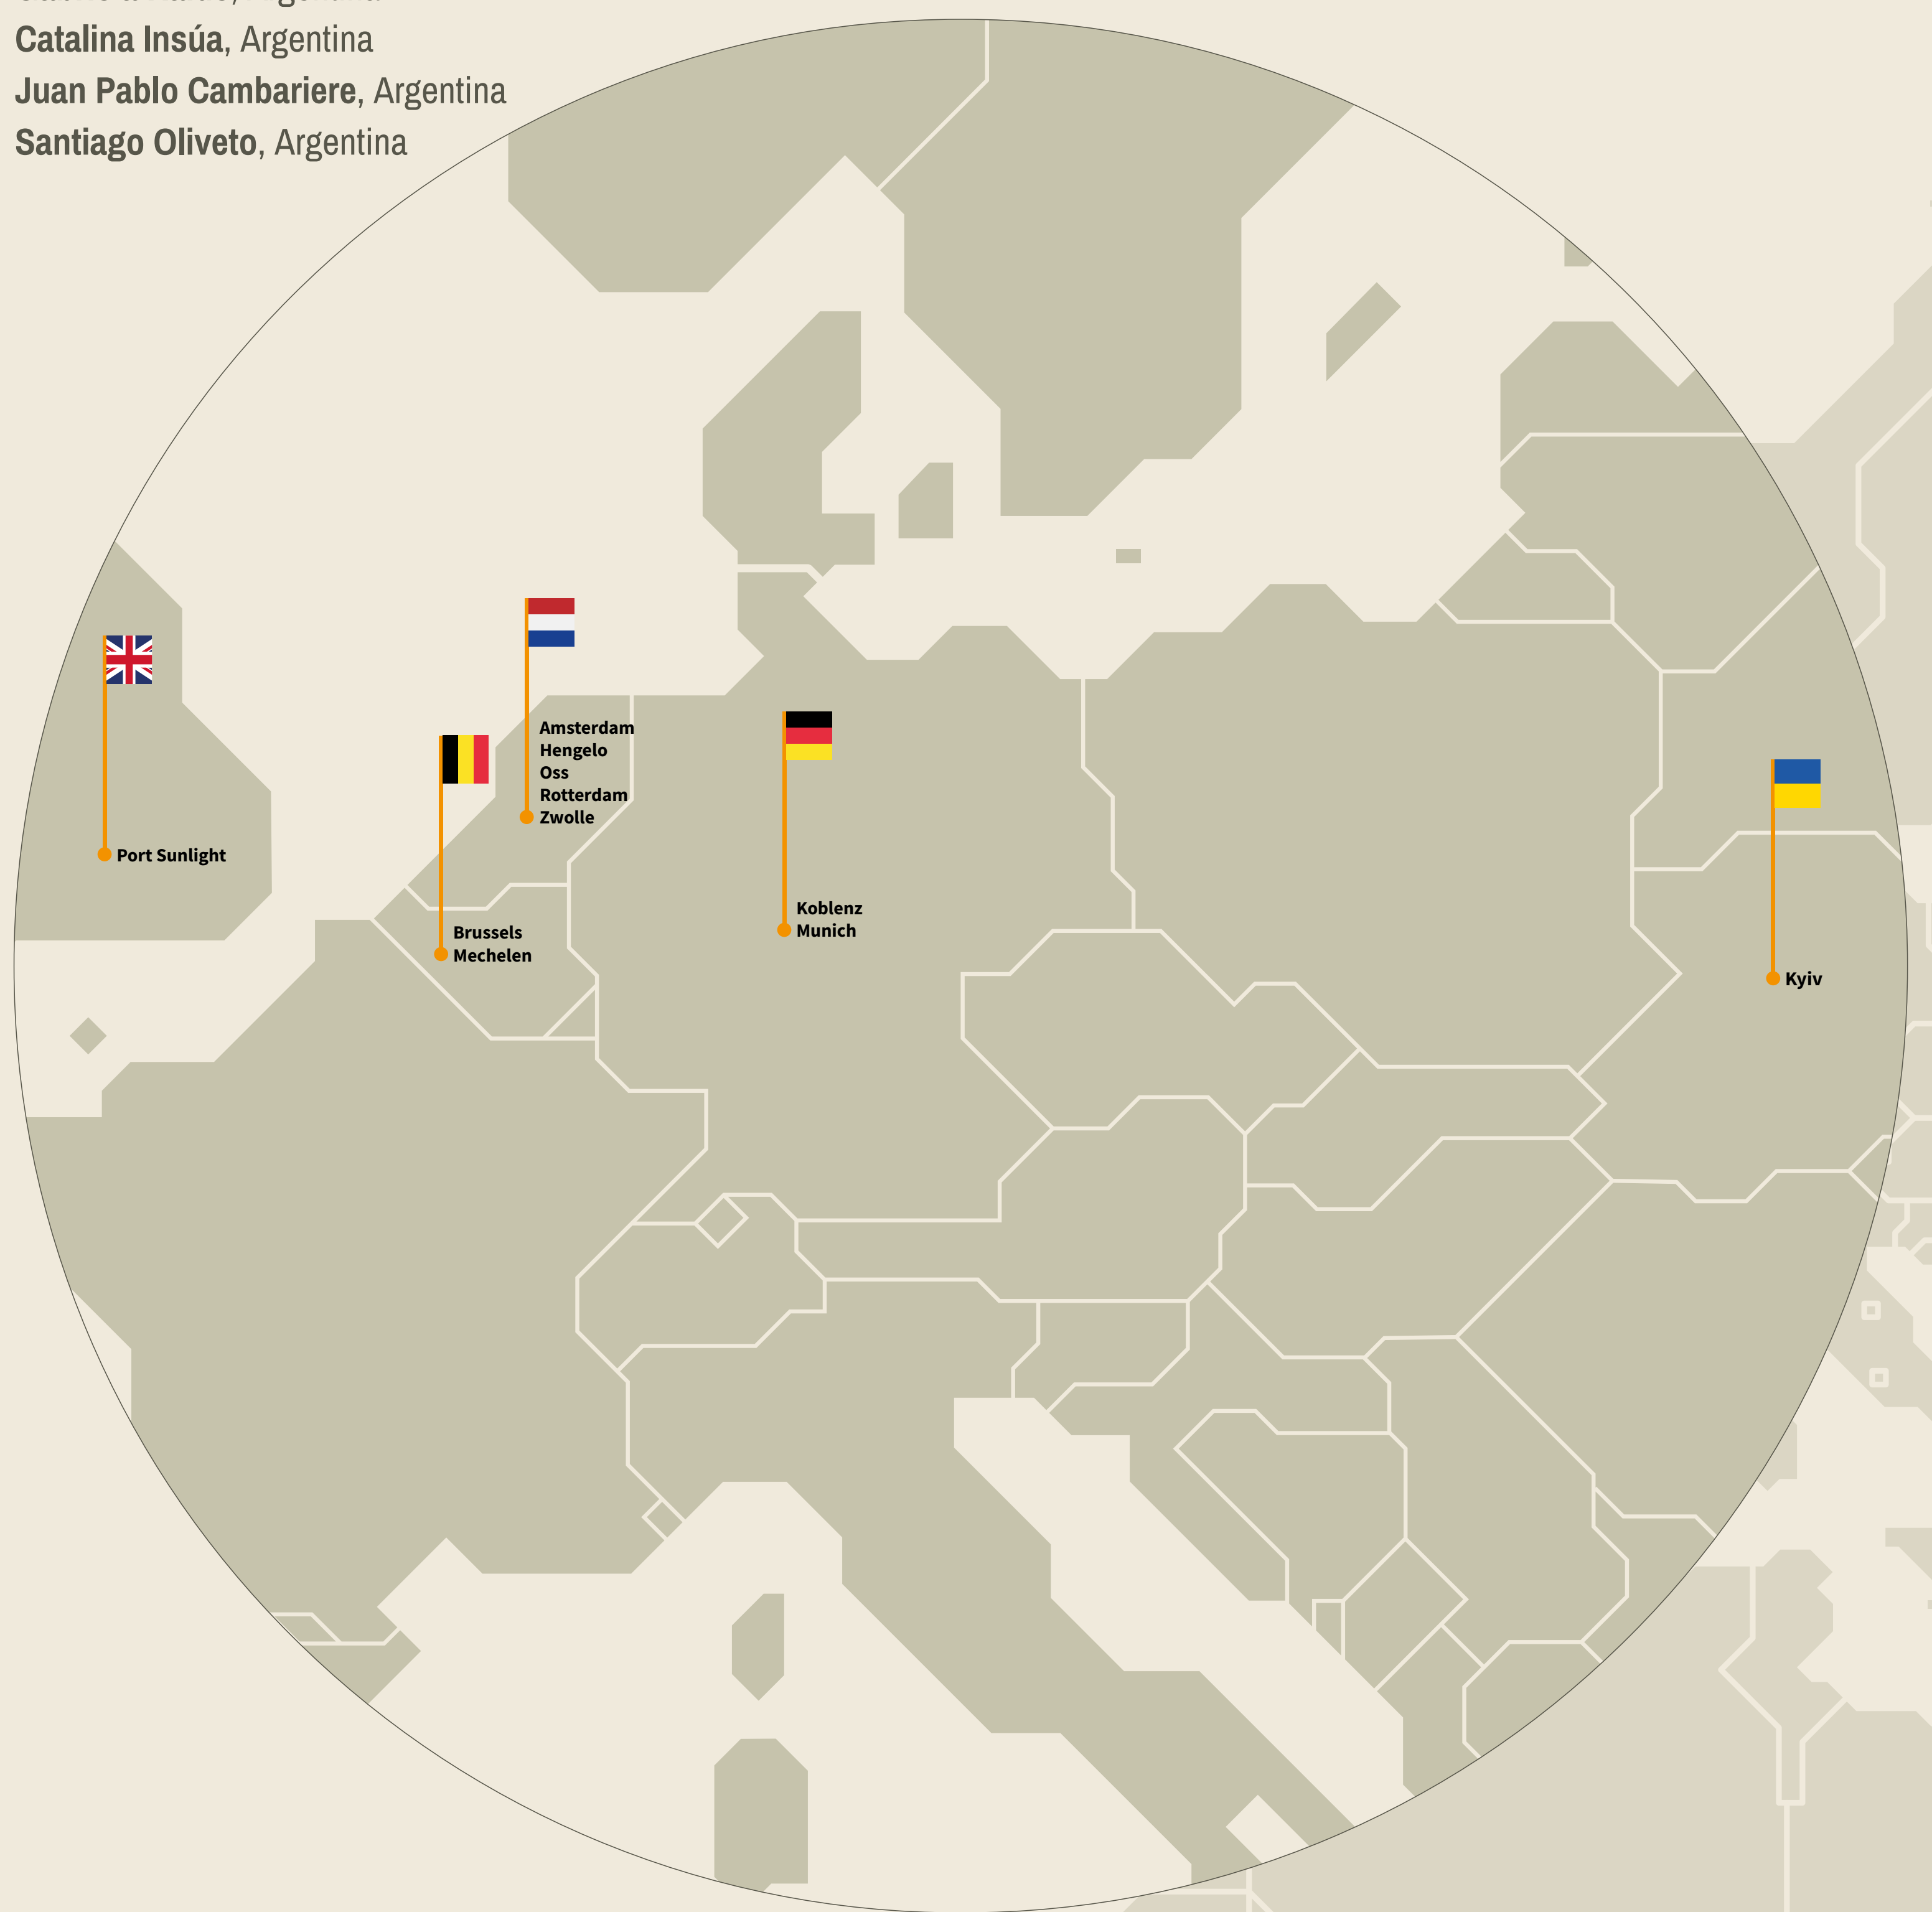 Catalina Insúa, Argentina
Juan Pablo Cambariere, Argentina
Santiago Oliveto, Argentina
Amsterdam
Hengelo
Oss
Rotterdam
Zwolle
Port Sunlight
Brussels
Mechelen
Koblenz
Munich
Kyiv